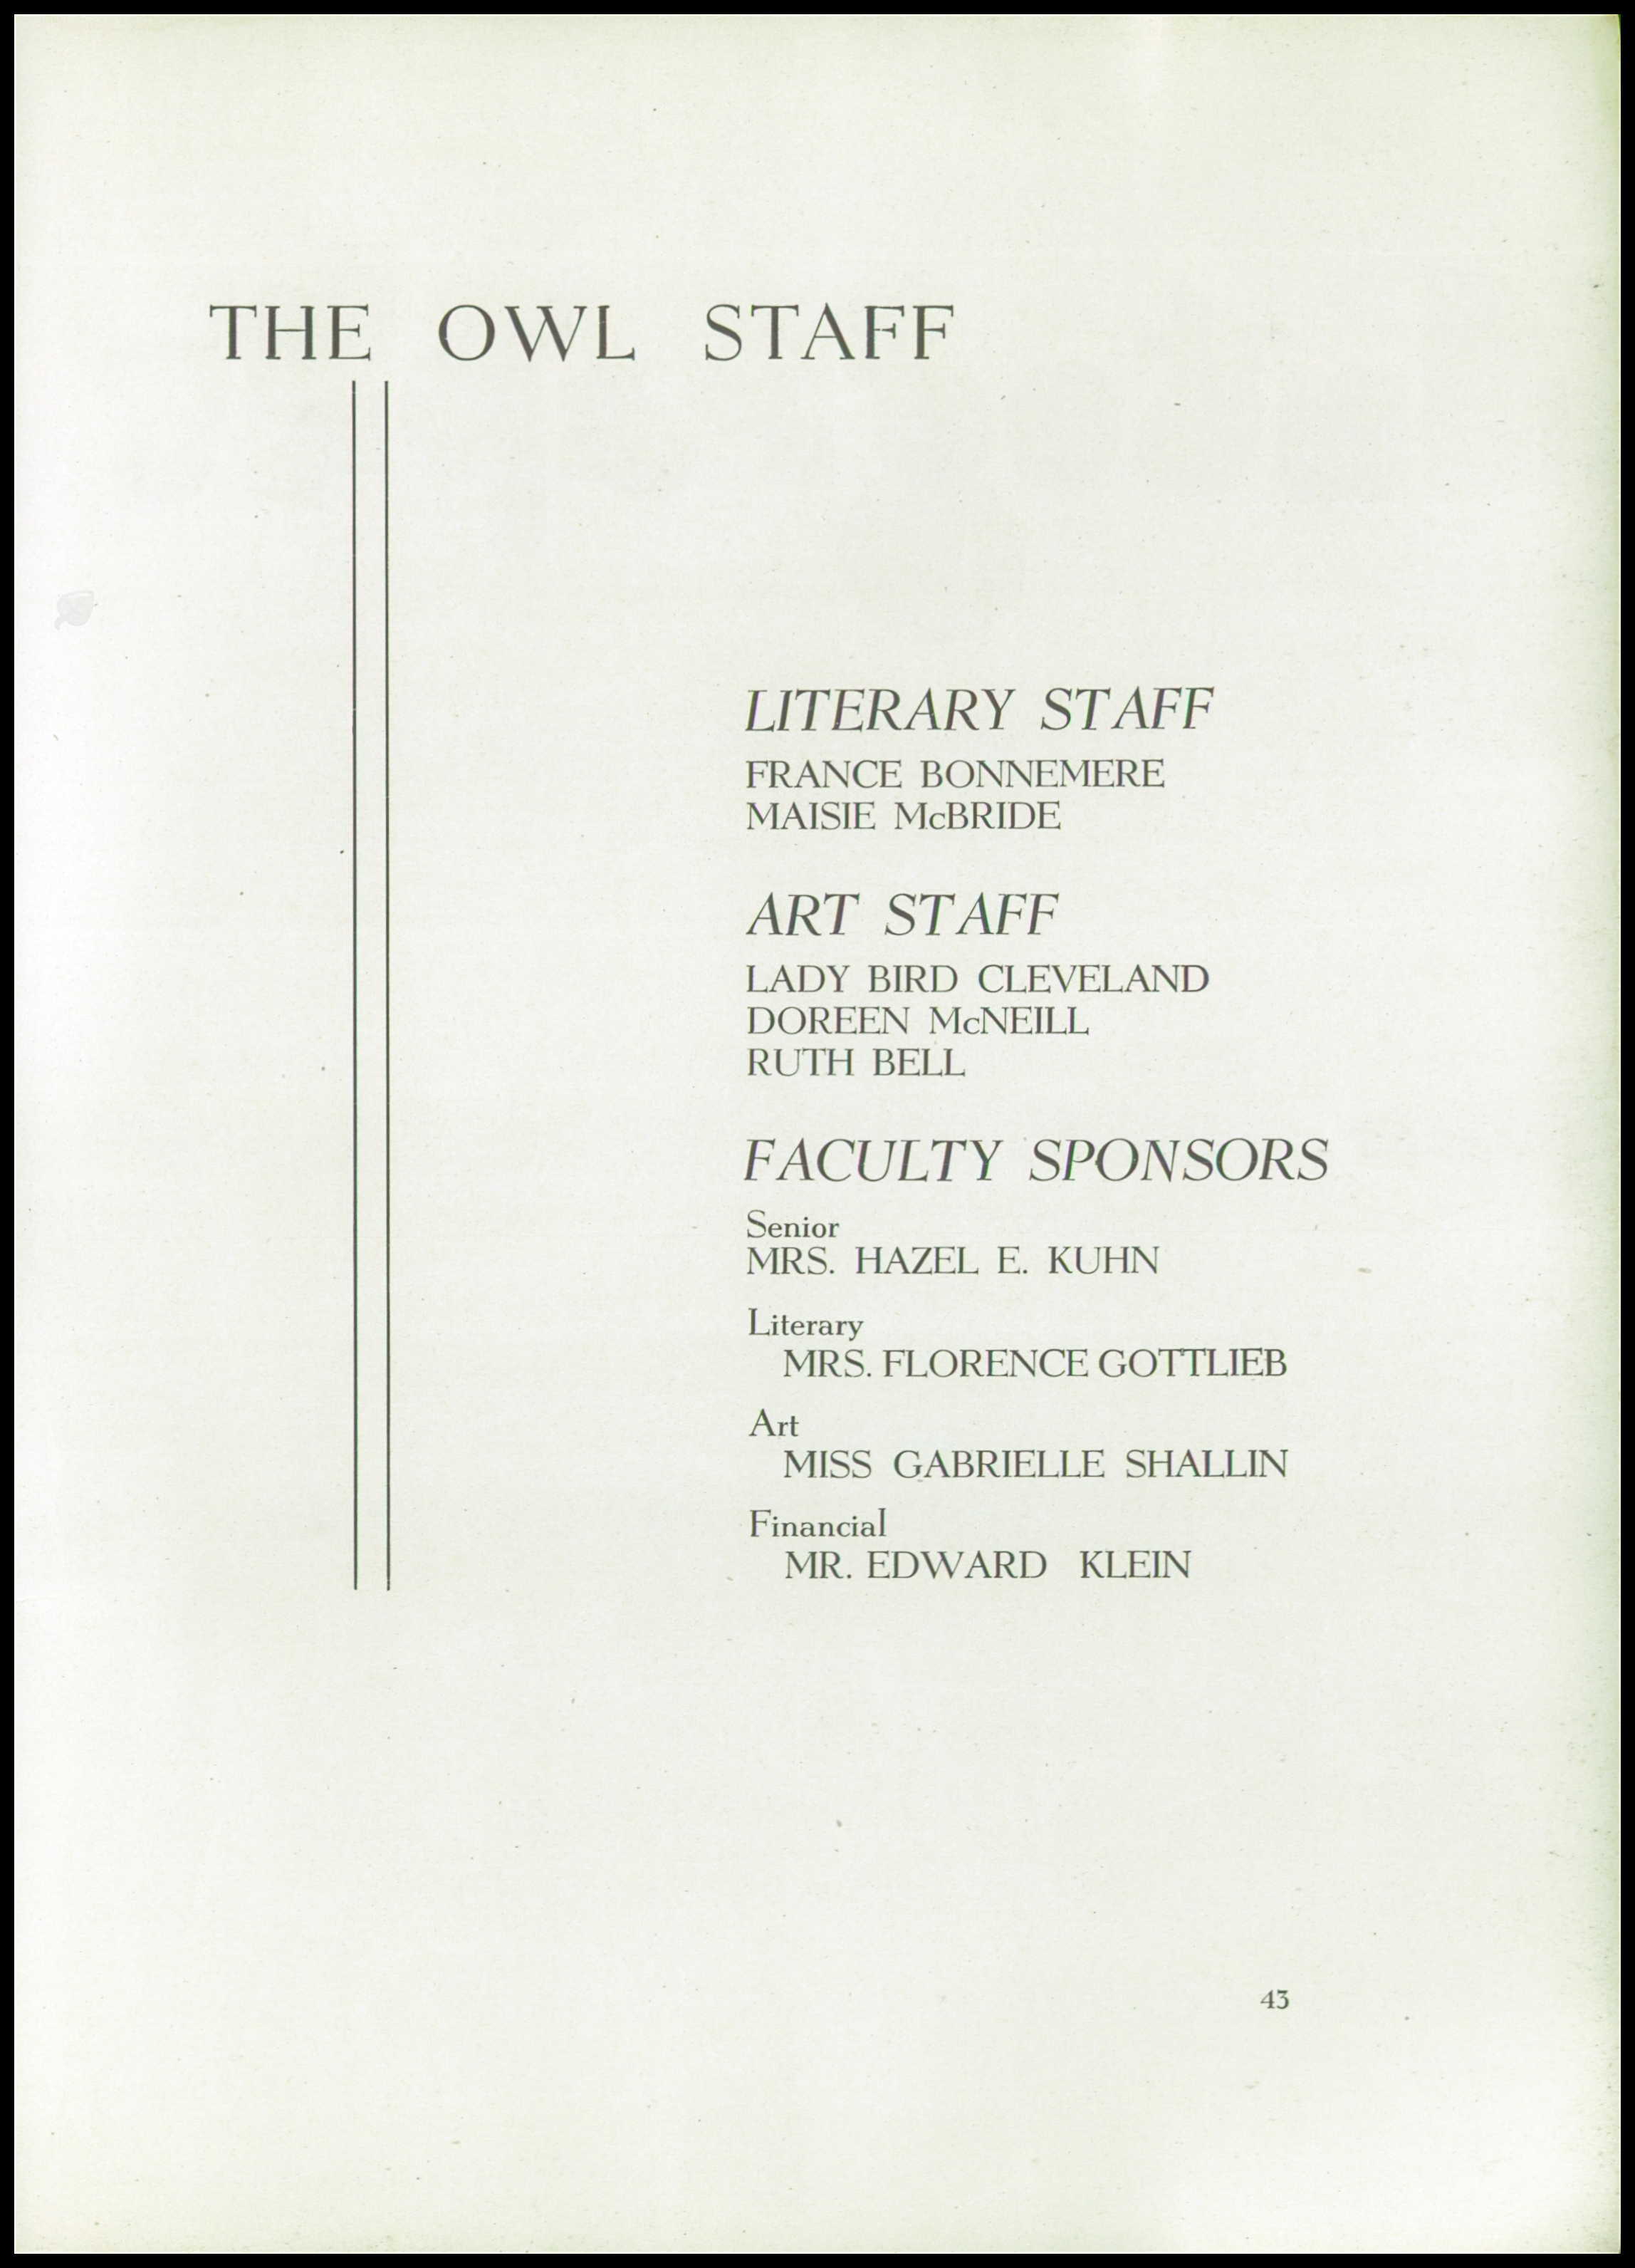 THE OWL STAFF
LITERARY STAFF
FRANCE BONNEMERE
MAISIE McBRIDE
ART STAFF
LADY BIRD CLEVELAND
DOREEN McNEILL
RUTH BELL
FACULTY SPONSORS
Senior
MRS. HAZEL E. KUHN
Literary
MRS. FLORENCE GOTTLIEB
Art
MISS GABRIELLE SHALLIN
Financial
MR. EDWARD KLEIN
43